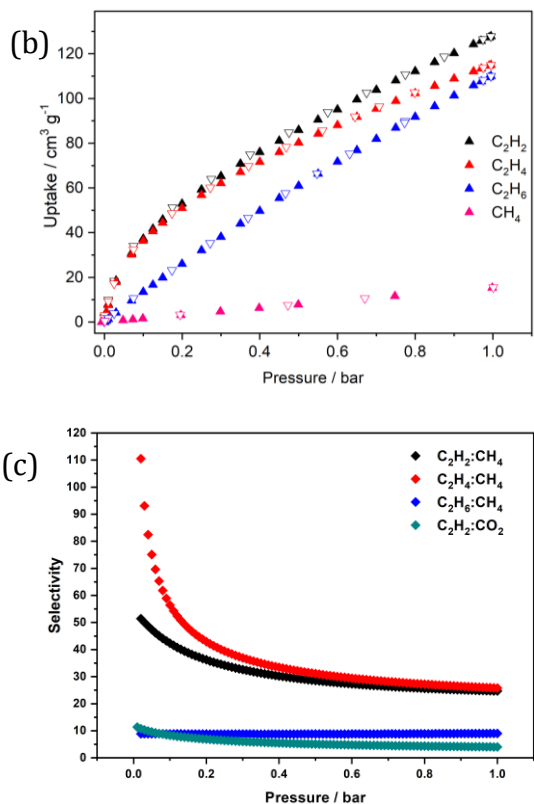 (b)
Uptake / cm³ g⁻¹
120
100
80
60
40
20
0
C₂H₂
C₂H₄
C₂H₆
CH₄
0.0 0.2 0.4 0.6 0.8 1.0
Pressure / bar
(c)
Selectivity
120
110
100
90
80
70
60
50
40
30
20
10
0
C₂H₂:CH₄
C₂H₄:CH₄
C₂H₆:CH₄
C₂H₂:CO₂
0.0 0.2 0.4 0.6 0.8 1.0
Pressure / bar